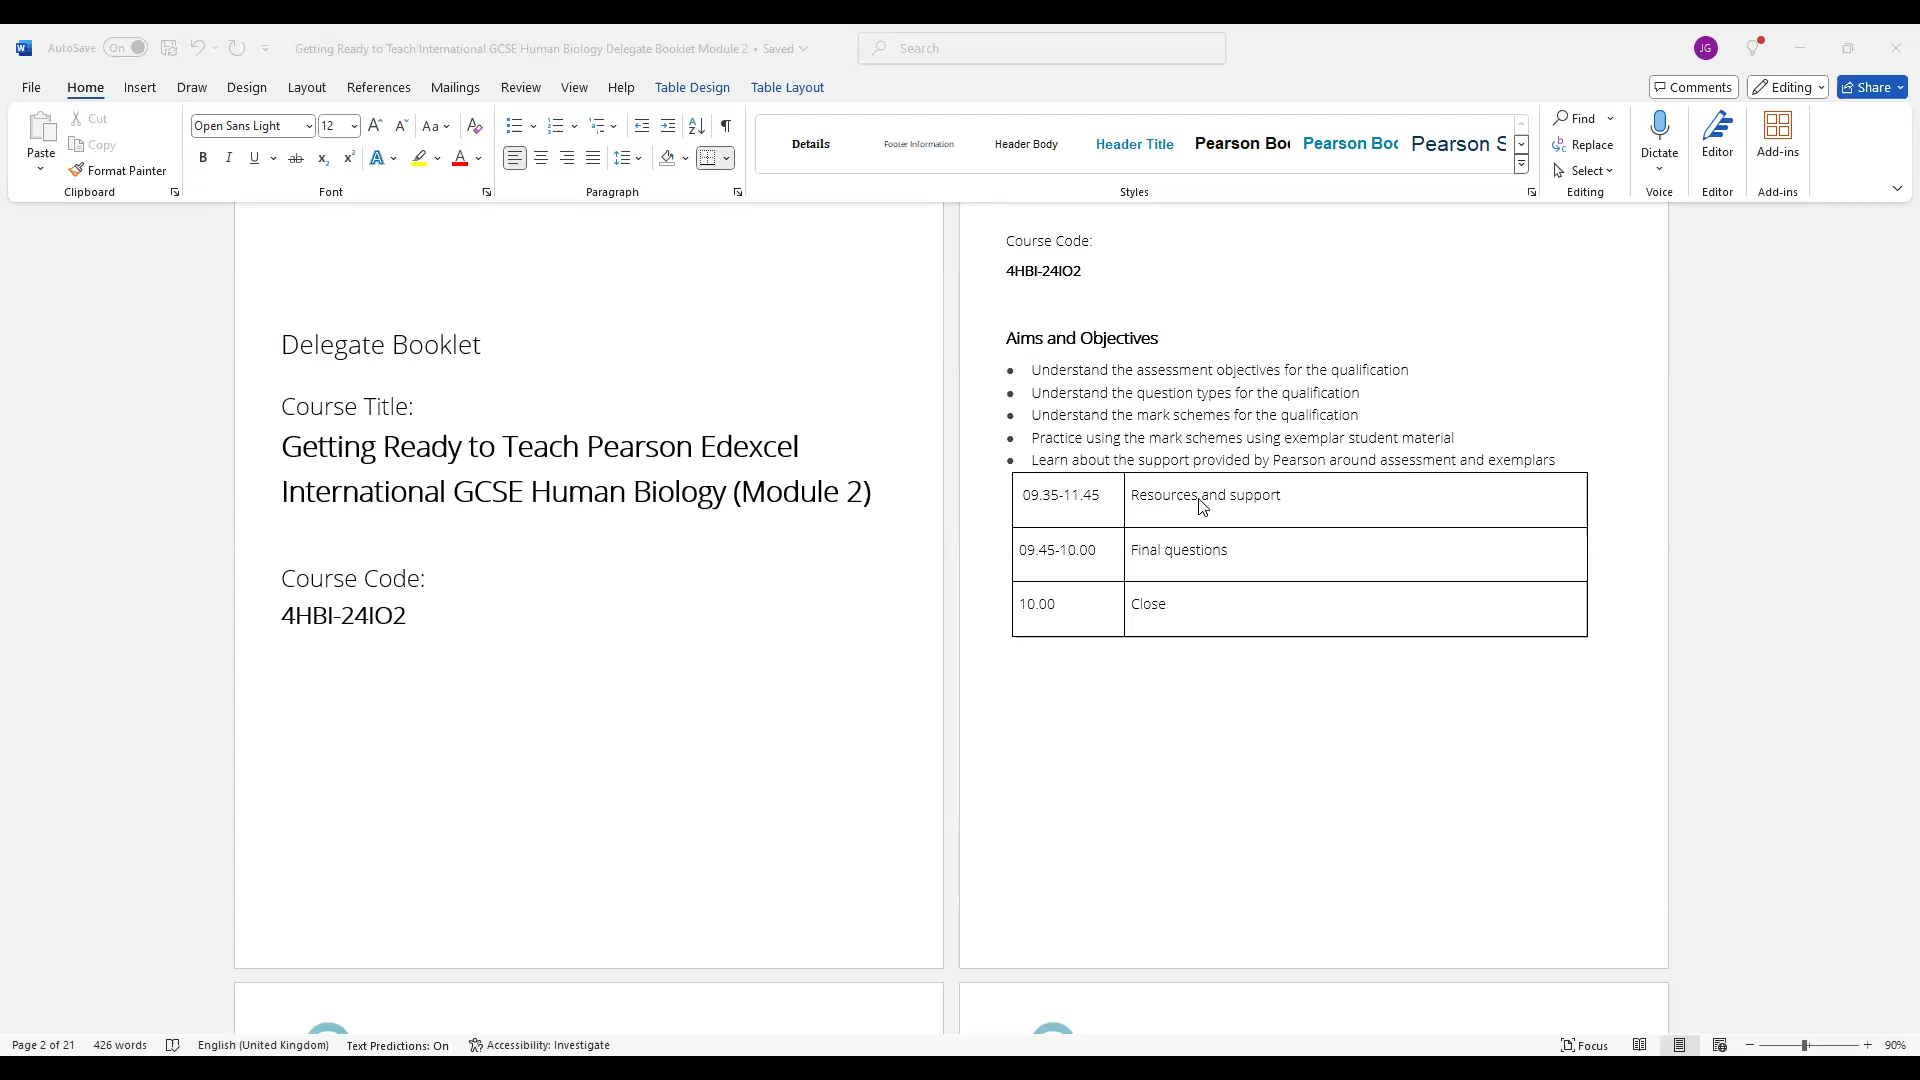 AutoSave On Getting Ready to Teach International GCSE Human Biology Delegate Booklet Module 2 • Saved Search JG
File Home Insert Draw Design Layout References Mailings Review View Help Table Design Table Layout Comments Editing Share
Paste Cut Copy Format Painter Clipboard
Open Sans Light 12 Aa
B I U ab x2 x2 A A Font
Paragraph
Details Footer Information Header Body Header Title Pearson Boo Pearson Boc Pearson S Styles
Find Replace Select Editing
Dictate Voice
Editor Editor
Add-ins Add-ins
Delegate Booklet
Course Title:
Getting Ready to Teach Pearson Edexcel
International GCSE Human Biology (Module 2)
Course Code:
4HBI-24IO2
Course Code:
4HBI-24IO2
Aims and Objectives
● Understand the assessment objectives for the qualification
● Understand the question types for the qualification
● Understand the mark schemes for the qualification
● Practice using the mark schemes using exemplar student material
● Learn about the support provided by Pearson around assessment and exemplars
09.35-11.45 Resources and support
09.45-10.00 Final questions
10.00 Close
Page 2 of 21 426 words English (United Kingdom) Text Predictions: On Accessibility: Investigate Focus 90%